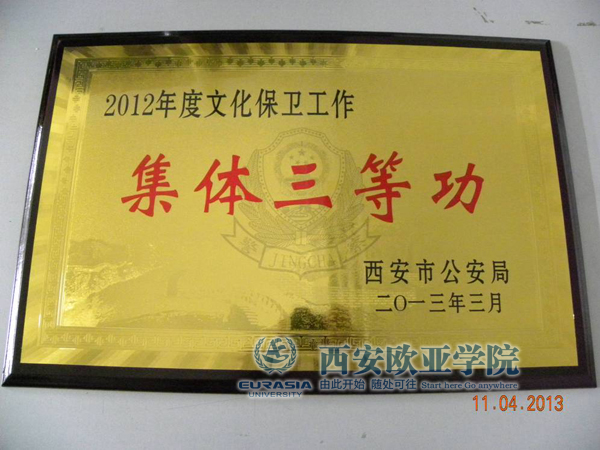 2012年度文化保卫工作
集体三等功
JINGCHA
西安市公安局
二〇一三年三月
西安欧亚学院
EURASIA
UNIVERSITY
由此开始 随处可往 Start here Go anywhere
11.04.2013